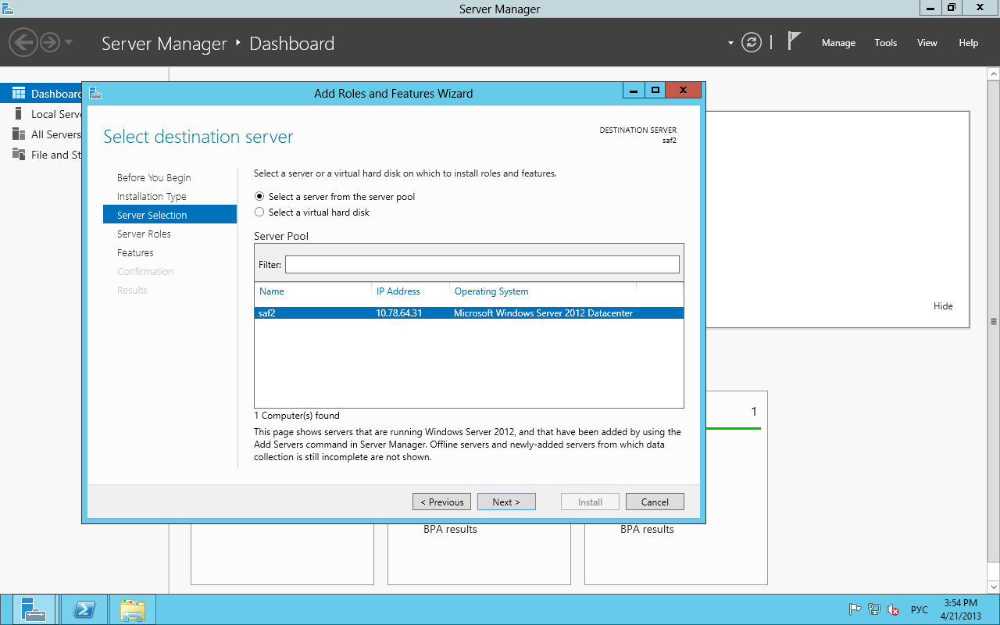 Server Manager
Server Manager Dashboard
Manage Tools View Help
Dashboard
Local Serve
All Servers
File and St
Add Roles and Features Wizard
Select destination server
DESTINATION SERVER
saf2
Before You Begin
Installation Type
Server Selection
Server Roles
Features
Confirmation
Results
Select a server or a virtual hard disk on which to install roles and features.
Select a server from the server pool
Select a virtual hard disk
Server Pool
Filter:
Name IP Address Operating System
saf2 10.78.64.31 Microsoft Windows Server 2012 Datacenter
1 Computer(s) found
This page shows servers that are running Windows Server 2012, and that have been added by using the
Add Servers command in Server Manager. Offline servers and newly-added servers from which data
collection is still incomplete are not shown.
< Previous Next > Install Cancel
Hide
1
BPA results BPA results
РУС
3:54 PM
4/21/2013